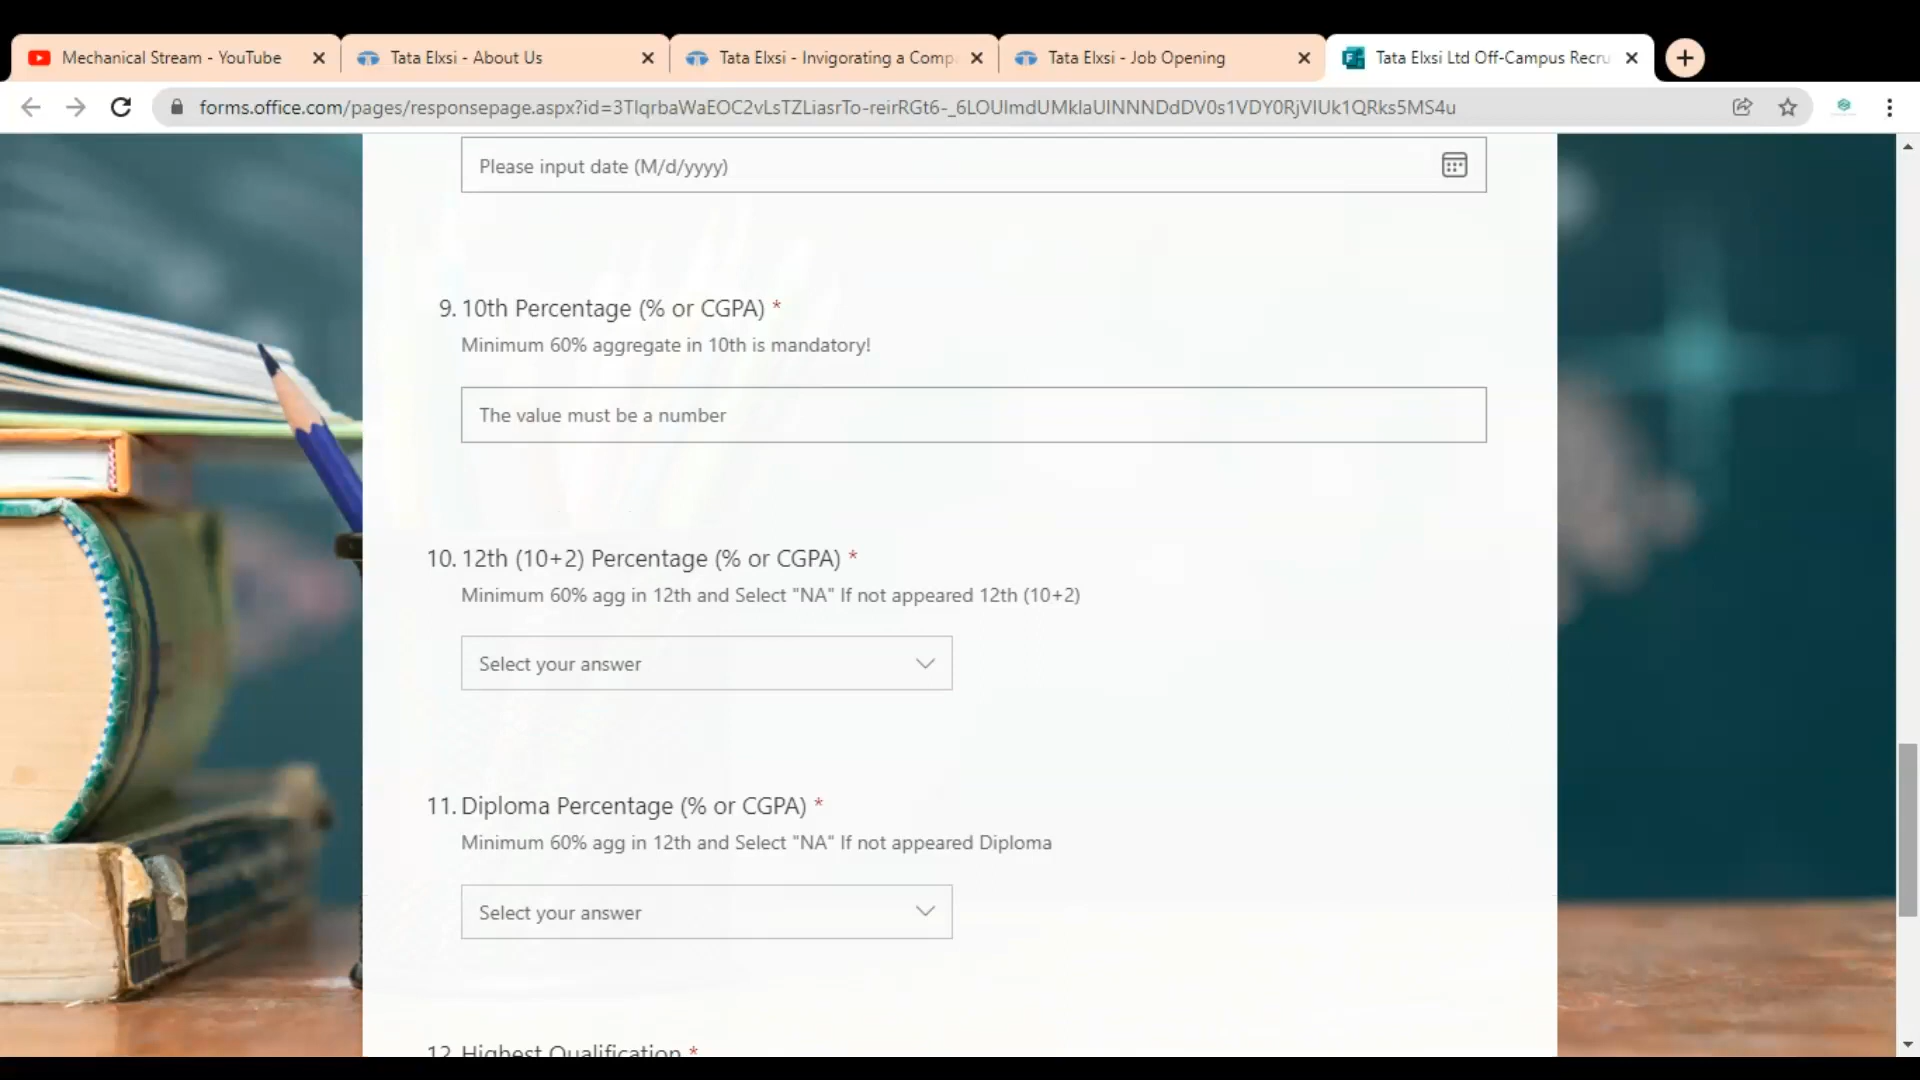 Mechanical Stream - YouTube
Tata Elxsi - About Us
Tata Elxsi - Invigorating a Comp
Tata Elxsi - Job Opening
Tata Elxsi Ltd Off-Campus Recru
forms.office.com/pages/responsepage.aspx?id=3TIqrbaWaEOC2vLsTZLiasrTo-reirRGt6-_6LOUImdUMklaUINNNDdDV0s1VDY0RjVIUk1QRks5MS4u
Please input date (M/d/yyyy)
9. 10th Percentage (% or CGPA) *
Minimum 60% aggregate in 10th is mandatory!
The value must be a number
10. 12th (10+2) Percentage (% or CGPA) *
Minimum 60% agg in 12th and Select "NA" If not appeared 12th (10+2)
Select your answer
11. Diploma Percentage (% or CGPA) *
Minimum 60% agg in 12th and Select "NA" If not appeared Diploma
Select your answer
12. Highest Qualification *